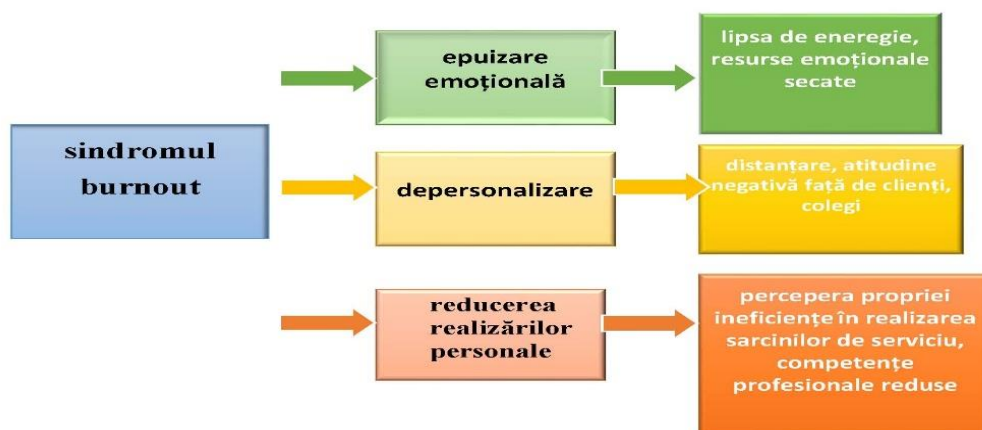 sindromul
burnout
epuizare
emoțională
lipsa de eneregie,
resurse emoționale
secate
depersonalizare
distanțare, atitudine
negativă față de clienți,
colegi
reducerea
realizărilor
personale
percepera propriei
ineficiențe în realizarea
sarcinilor de serviciu,
competențe
profesionale reduse